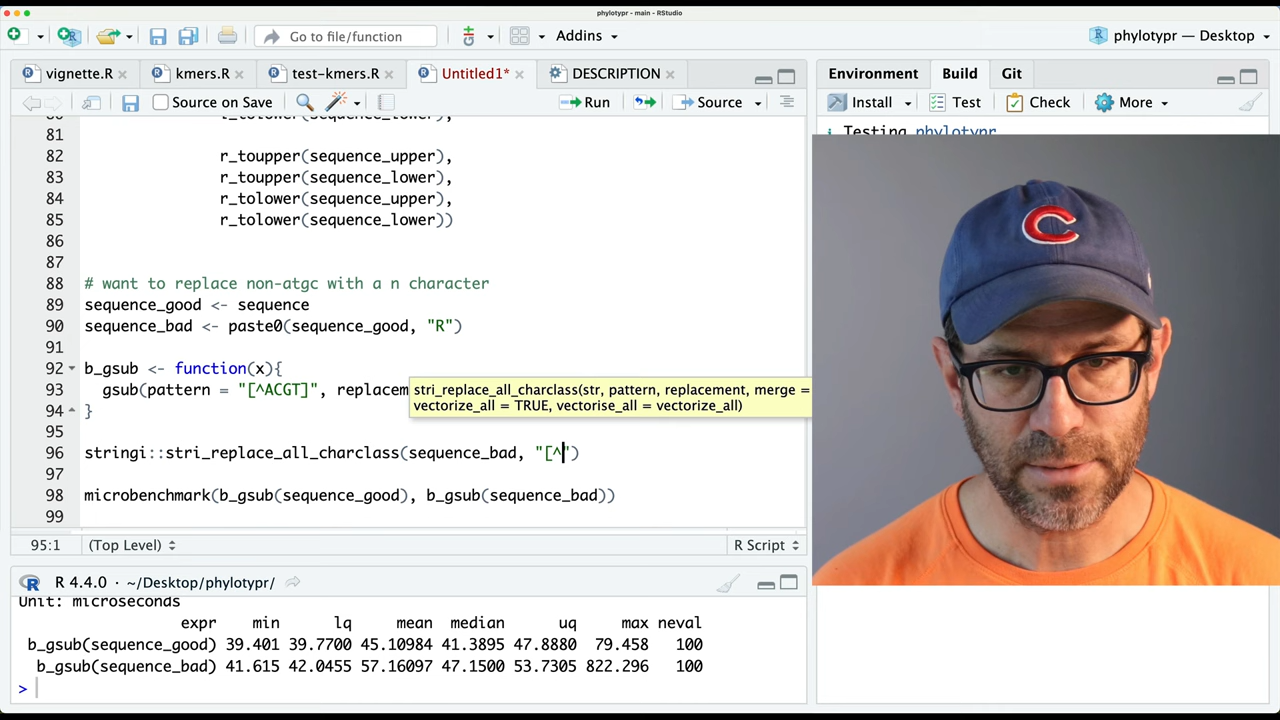 phylotypr - main - RStudio
Go to file/function
Addins
phylotypr — Desktop
vignette.R
kmers.R
test-kmers.R
Untitled1*
DESCRIPTION
Environment
Build
Git
Source on Save
Run
Source
Install
Test
Check
More
81
82 r_toupper(sequence_upper),
83 r_toupper(sequence_lower),
84 r_tolower(sequence_upper),
85 r_tolower(sequence_lower))
86
87
88 # want to replace non-atgc with a n character
89 sequence_good <- sequence
90 sequence_bad <- paste0(sequence_good, "R")
91
92 b_gsub <- function(x){
93 gsub(pattern = "[^ACGT]", replacem
stri_replace_all_charclass(str, pattern, replacement, merge =
vectorize_all = TRUE, vectorise_all = vectorize_all)
94 }
95
96 stringi::stri_replace_all_charclass(sequence_bad, "[^")
97
98 microbenchmark(b_gsub(sequence_good), b_gsub(sequence_bad))
99
95:1 (Top Level) R Script
Testing phylotypr
R 4.4.0 · ~/Desktop/phylotypr/
Unit: microseconds
expr min lq mean median uq max neval
b_gsub(sequence_good) 39.401 39.7700 45.10984 41.3895 47.8880 79.458 100
b_gsub(sequence_bad) 41.615 42.0455 57.16097 47.1500 53.7305 822.296 100
>